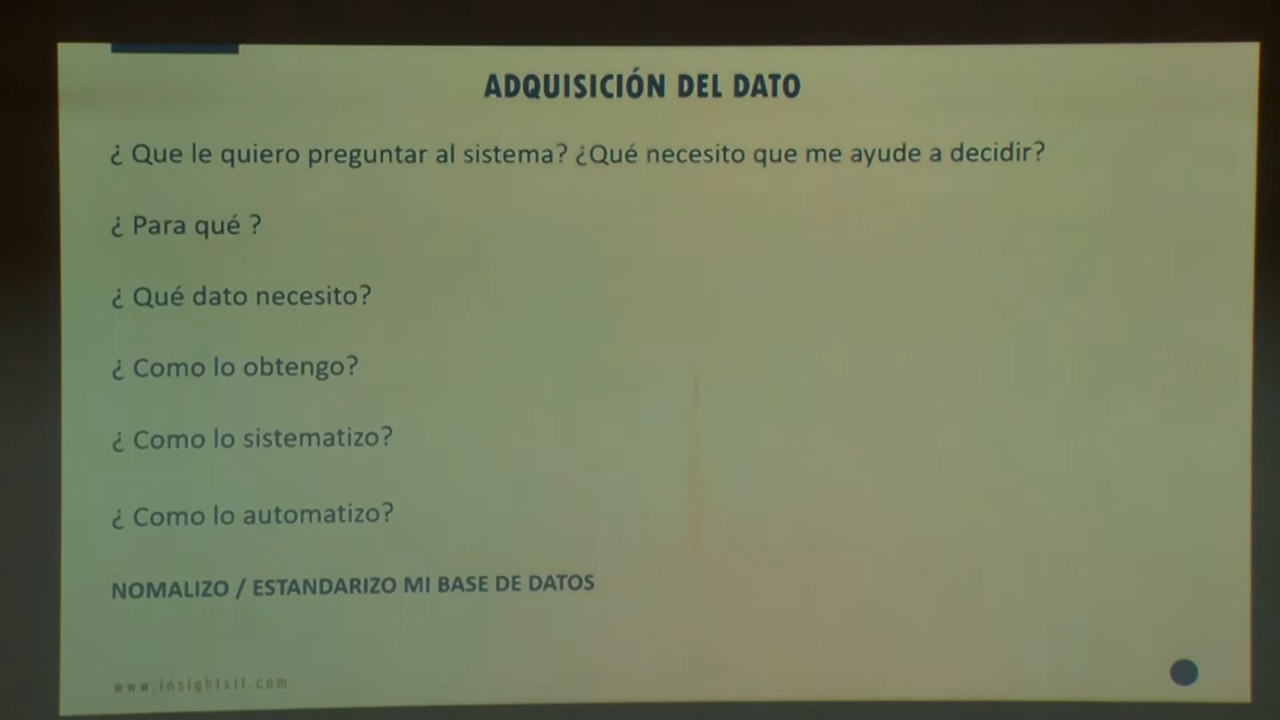 ADQUISICIÓN DEL DATO
¿ Que le quiero preguntar al sistema? ¿Qué necesito que me ayude a decidir?
¿ Para qué ?
¿ Qué dato necesito?
¿ Como lo obtengo?
¿ Como lo sistematizo?
¿ Como lo automatizo?
NOMALIZO / ESTANDARIZO MI BASE DE DATOS
www.insightsit.com